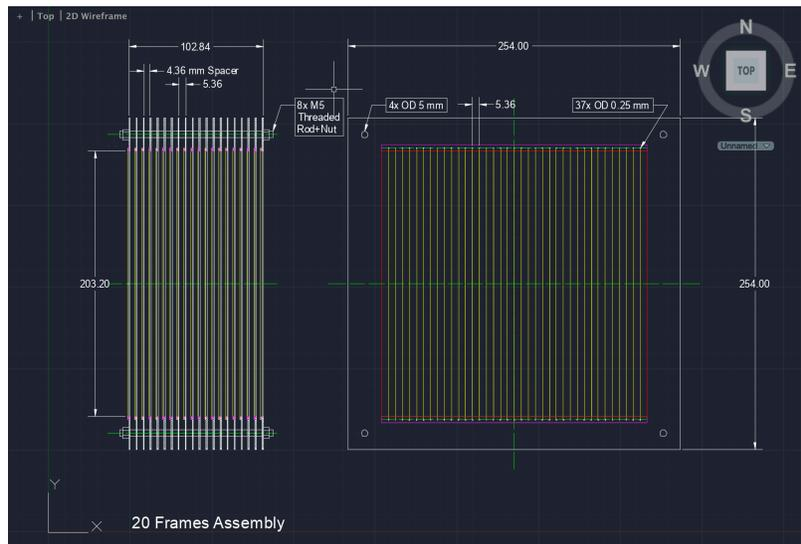 + | Top | 2D Wireframe
N
W
TOP
E
S
Unnamed
102.84
254.00
4.36 mm Spacer
5.36
8x M5
Threaded
Rod+Nut
4x OD 5 mm
5.36
37x OD 0.25 mm
203.20
254.00
Y
X
20 Frames Assembly